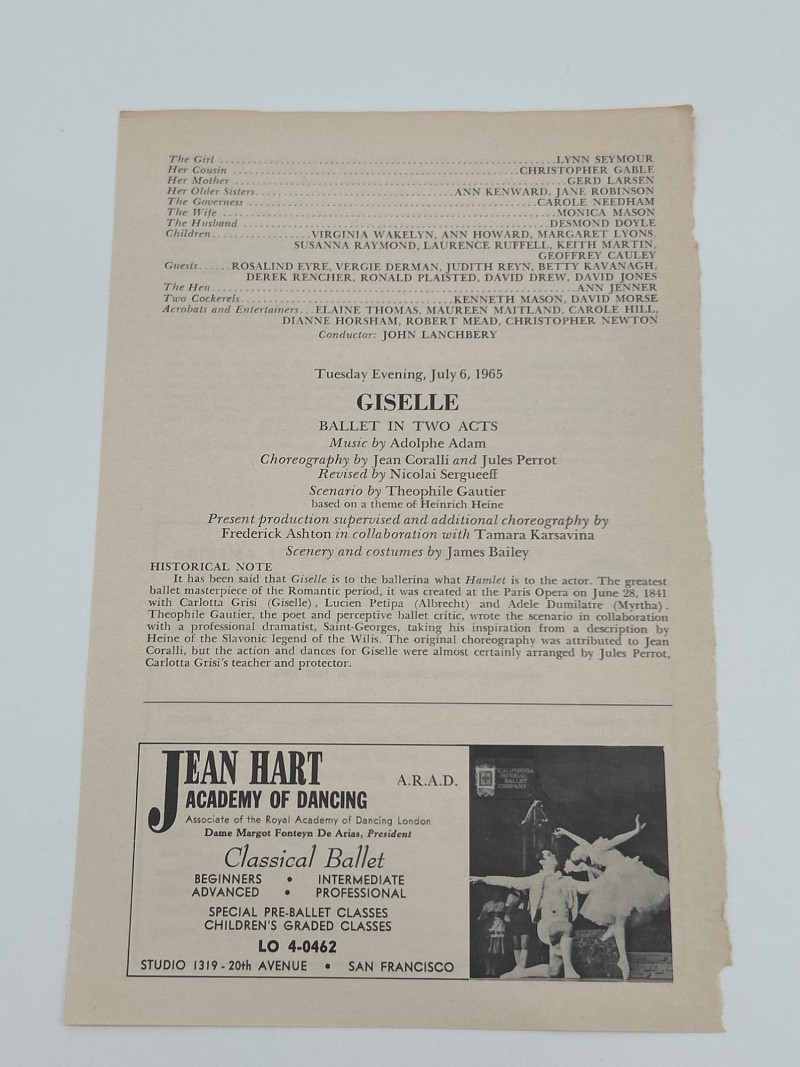 The Girl ........ LYNN SEYMOUR
Her Cousin ........ CHRISTOPHER GABLE
Her Mother ........ GERD LARSEN
Her Older Sisters ........ ANN KENWARD, JANE ROBINSON
The Governess ........ CAROLE NEEDHAM
The Wife ........ MONICA MASON
The Husband ........ DESMOND DOYLE
Children ........ VIRGINIA WAKELYN, ANN HOWARD, MARGARET LYONS,
SUSANNA RAYMOND, LAURENCE RUFFELL, KEITH MARTIN,
GEOFFREY CAULEY
Guests ...... ROSALIND EYRE, VERGIE DERMAN, JUDITH REYN, BETTY KAVANAGH,
DEREK RENCHER, RONALD PLAISTED, DAVID DREW, DAVID JONES
The Hen ........ ANN JENNER
Two Cockerels ........ KENNETH MASON, DAVID MORSE
Acrobats and Entertainers ... ELAINE THOMAS, MAUREEN MAITLAND, CAROLE HILL,
DIANNE HORSHAM, ROBERT MEAD, CHRISTOPHER NEWTON
Conductor: JOHN LANCHBERY
Tuesday Evening, July 6, 1965
GISELLE
BALLET IN TWO ACTS
Music by Adolphe Adam
Choreography by Jean Coralli and Jules Perrot
Revised by Nicolai Sergueeff
Scenario by Theophile Gautier
based on a theme of Heinrich Heine
Present production supervised and additional choreography by
Frederick Ashton in collaboration with Tamara Karsavina
Scenery and costumes by James Bailey
HISTORICAL NOTE
It has been said that Giselle is to the ballerina what Hamlet is to the actor. The greatest
ballet masterpiece of the Romantic period, it was created at the Paris Opera on June 28, 1841
with Carlotta Grisi (Giselle), Lucien Petipa (Albrecht) and Adele Dumilatre (Myrtha).
Theophile Gautier, the poet and perceptive ballet critic, wrote the scenario in collaboration
with a professional dramatist, Saint-Georges, taking his inspiration from a description by
Heine of the Slavonic legend of the Wilis. The original choreography was attributed to Jean
Coralli, but the action and dances for Giselle were almost certainly arranged by Jules Perrot,
Carlotta Grisi's teacher and protector.
JEAN HART A.R.A.D.
ACADEMY OF DANCING
Associate of the Royal Academy of Dancing London
Dame Margot Fonteyn De Arias, President
Classical Ballet
BEGINNERS • INTERMEDIATE
ADVANCED • PROFESSIONAL
SPECIAL PRE-BALLET CLASSES
CHILDREN'S GRADED CLASSES
LO 4-0462
STUDIO 1319 - 20th AVENUE • SAN FRANCISCO
CALIFORNIA
IMPERIAL
BALLET
COMPANY